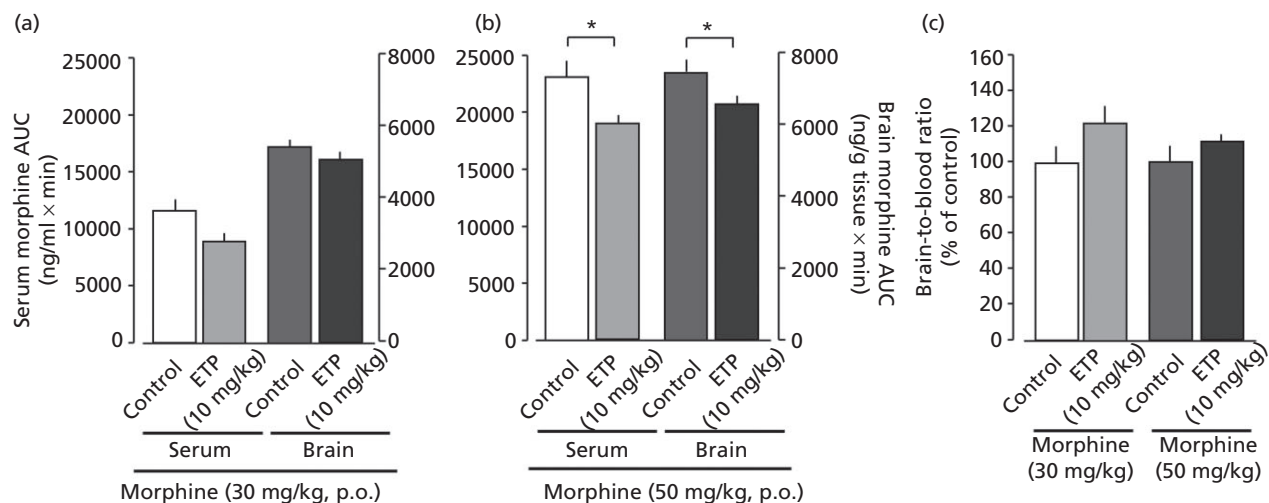 (a)
Serum morphine AUC
(ng/ml × min)
25000
20000
15000
10000
5000
0
8000
6000
4000
2000
0
Control
ETP
(10 mg/kg)
Control
ETP
(10 mg/kg)
Serum
Brain
Morphine (30 mg/kg, p.o.)
(b)
*
*
25000
20000
15000
10000
5000
0
8000
6000
4000
2000
0
Brain morphine AUC
(ng/g tissue × min)
Control
ETP
(10 mg/kg)
Control
ETP
(10 mg/kg)
Serum
Brain
Morphine (50 mg/kg, p.o.)
(c)
Brain-to-blood ratio
(% of control)
160
140
120
100
80
60
40
20
0
Control
ETP
(10 mg/kg)
Control
ETP
(10 mg/kg)
Morphine
(30 mg/kg)
Morphine
(50 mg/kg)